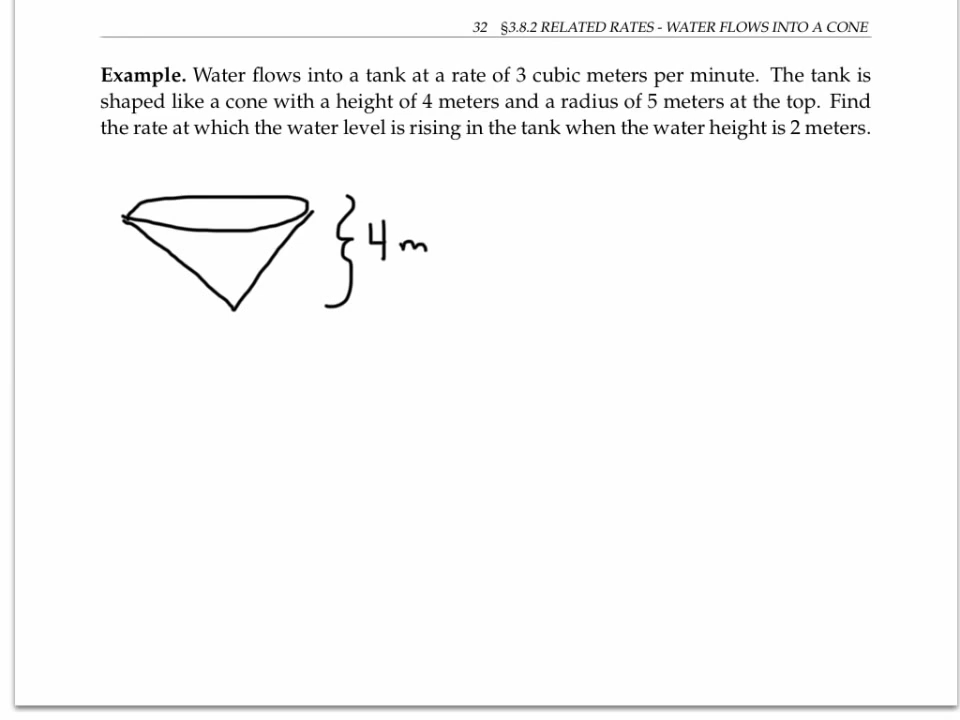 32 §3.8.2 RELATED RATES - WATER FLOWS INTO A CONE
Example. Water flows into a tank at a rate of 3 cubic meters per minute. The tank is
shaped like a cone with a height of 4 meters and a radius of 5 meters at the top. Find
the rate at which the water level is rising in the tank when the water height is 2 meters.
4 m